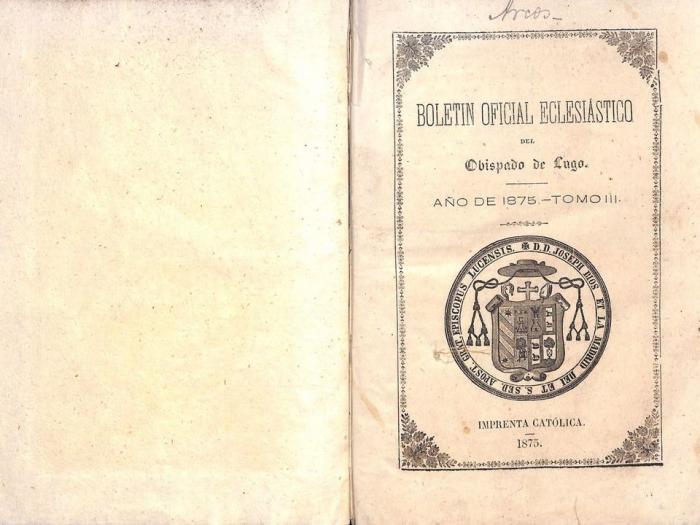 Arcos
BOLETIN OFICIAL ECLESIÁSTICO
DEL
Obispado de Lugo.
AÑO DE 1875.—TOMO III.
✠ D.D. JOSEPH RIOS ET LA MADRID DEI ET S. SED. APOST. GRAT. EPISCOPUS LUCENSIS.
IMPRENTA CATÓLICA.
1875.